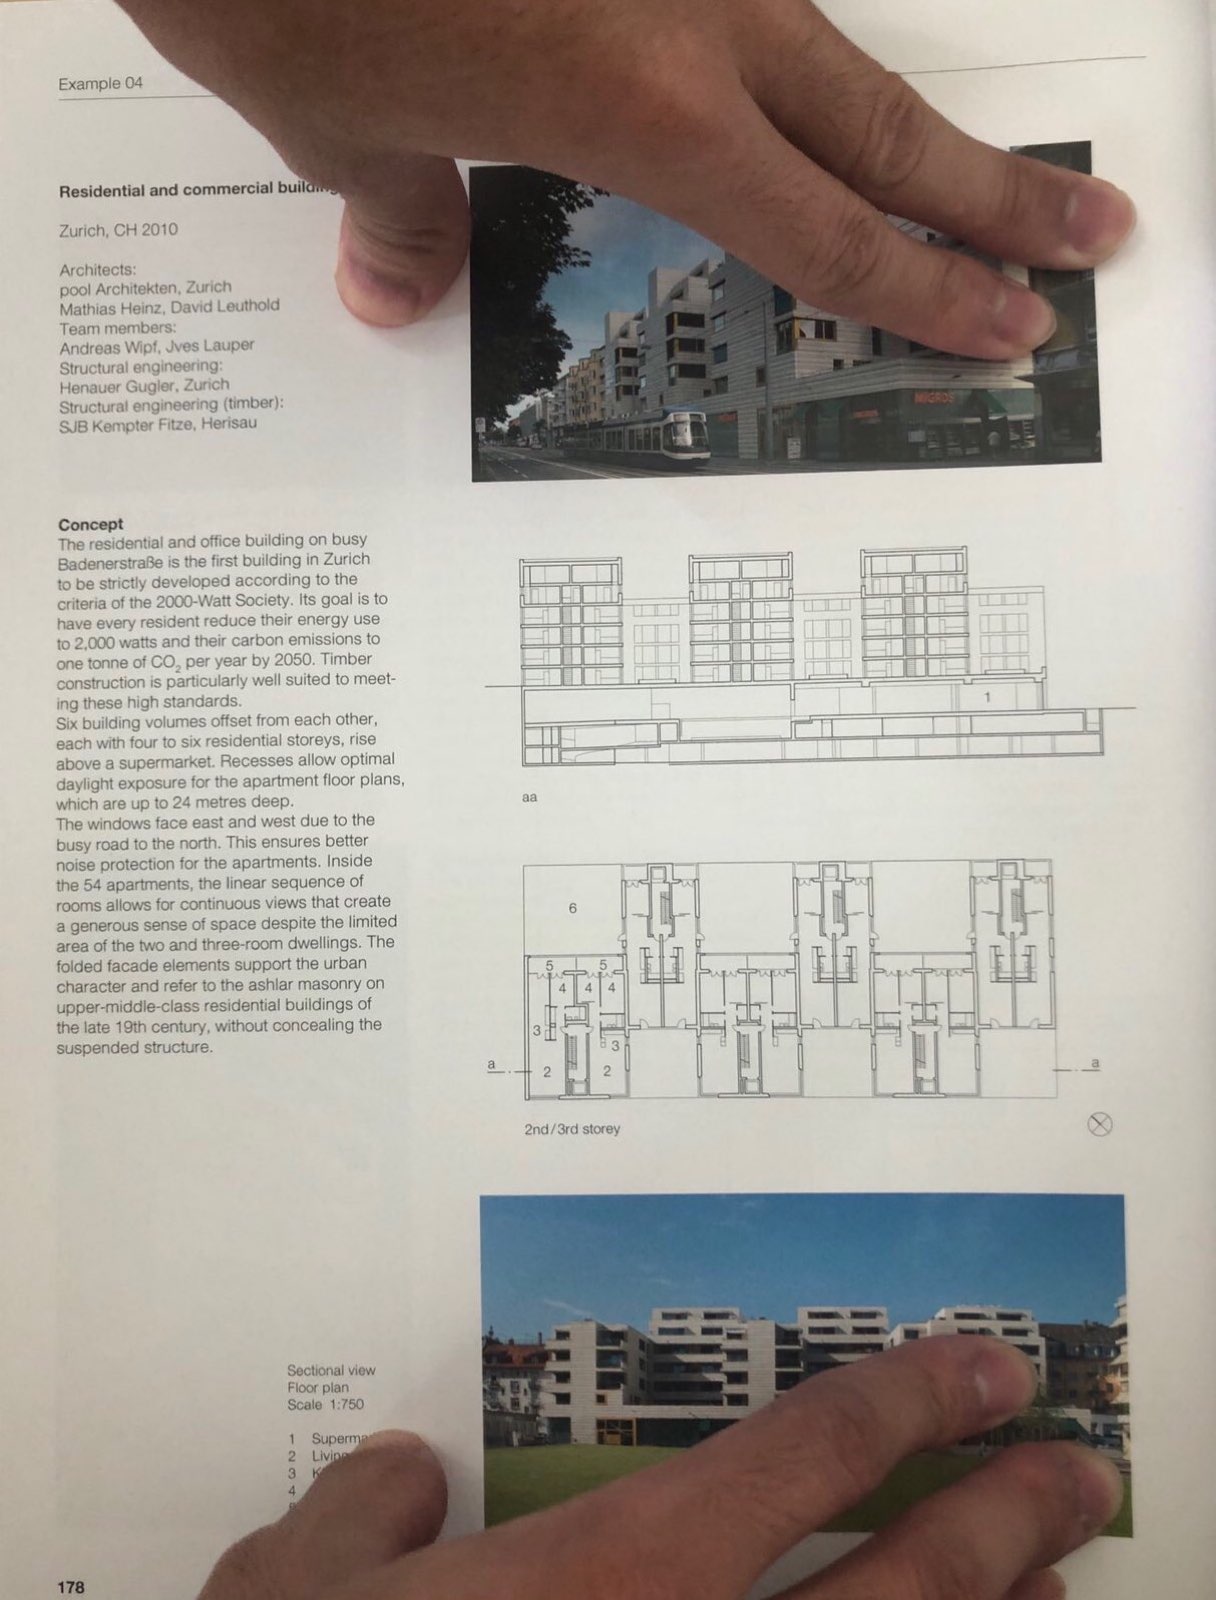 Example 04
Residential and commercial
Zurich, CH 2010
Architects:
pool Architekten, Zurich
Mathias Heinz, David Leuthold
Team members:
Andreas Wipf, Jves Lauper
Structural engineering:
Henauer Gugler, Zurich
Structural engineering (timber):
SJB Kempter Fitze, Herisau
MIGROS
MIGROS
Concept
The residential and office building on busy
Badenerstraße is the first building in Zurich
to be strictly developed according to the
criteria of the 2000-Watt Society. Its goal is to
have every resident reduce their energy use
to 2,000 watts and their carbon emissions to
one tonne of CO₂ per year by 2050. Timber
construction is particularly well suited to meet-
ing these high standards.
Six building volumes offset from each other,
each with four to six residential storeys, rise
above a supermarket. Recesses allow optimal
daylight exposure for the apartment floor plans,
which are up to 24 metres deep.
The windows face east and west due to the
busy road to the north. This ensures better
noise protection for the apartments. Inside
the 54 apartments, the linear sequence of
rooms allows for continuous views that create
a generous sense of space despite the limited
area of the two and three-room dwellings. The
folded facade elements support the urban
character and refer to the ashlar masonry on
upper-middle-class residential buildings of
the late 19th century, without concealing the
suspended structure.
1
aa
6
5 5
4 4 4
3
3
a 2 2 a
2nd/3rd storey
Sectional view
Floor plan
Scale 1:750
1
2
3
4
178